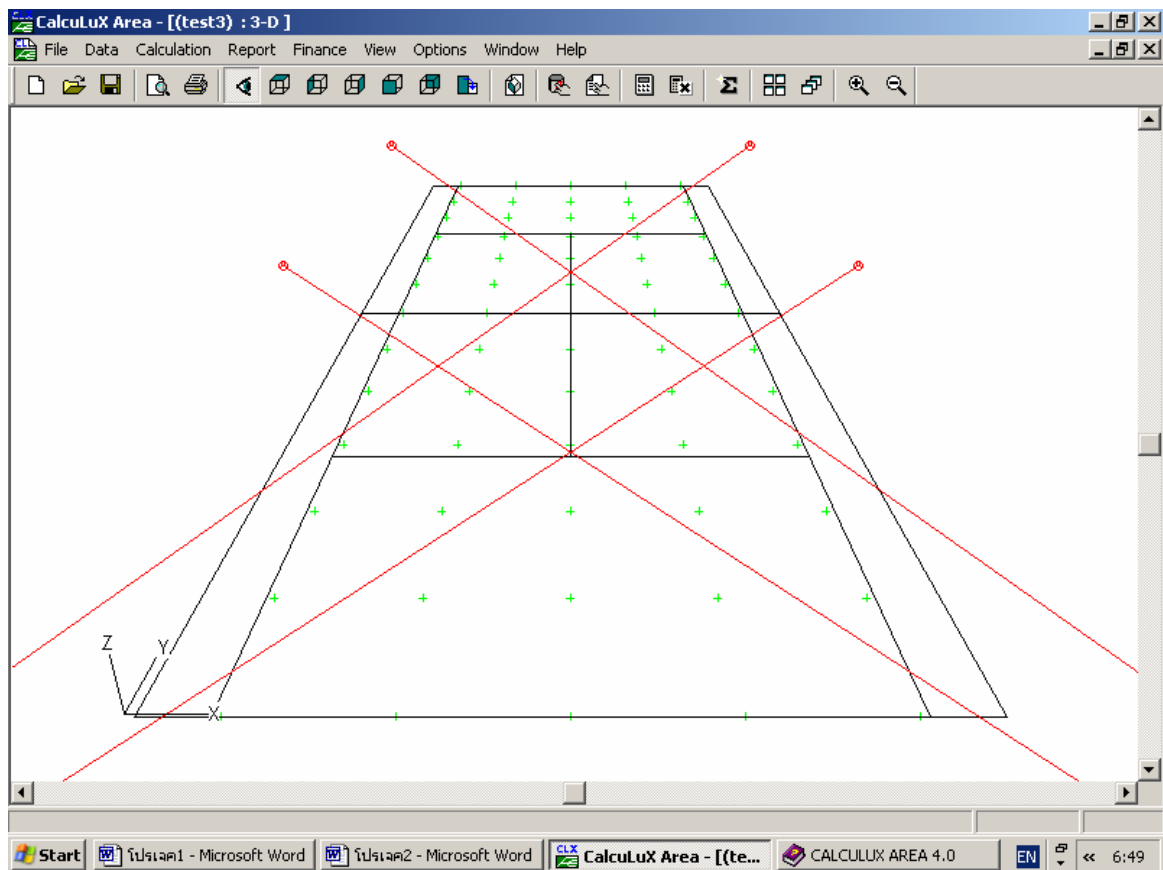 CalcuLuX Area - [(test3) : 3-D ]
File Data Calculation Report Finance View Options Window Help
Z
Y
X
Start โปรเจค1 - Microsoft Word โปรเจค2 - Microsoft Word CLX CalcuLuX Area - [(te... CALCULUX AREA 4.0 EN « 6:49